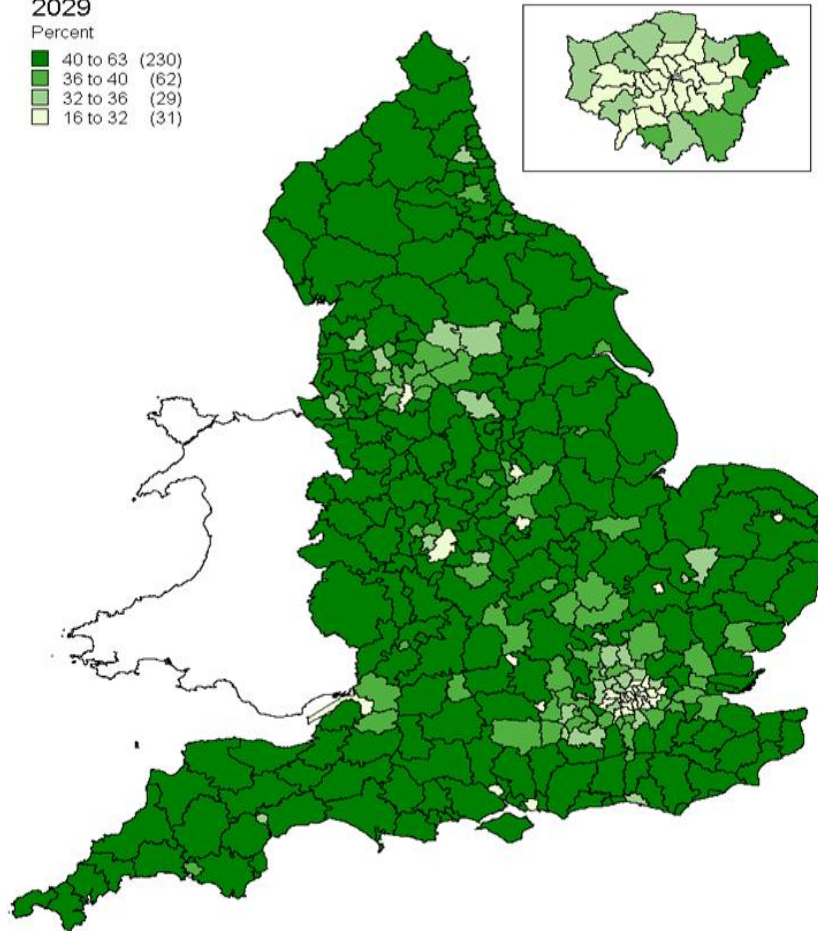 2029
Percent
40 to 63 (230)
36 to 40 (62)
32 to 36 (29)
16 to 32 (31)